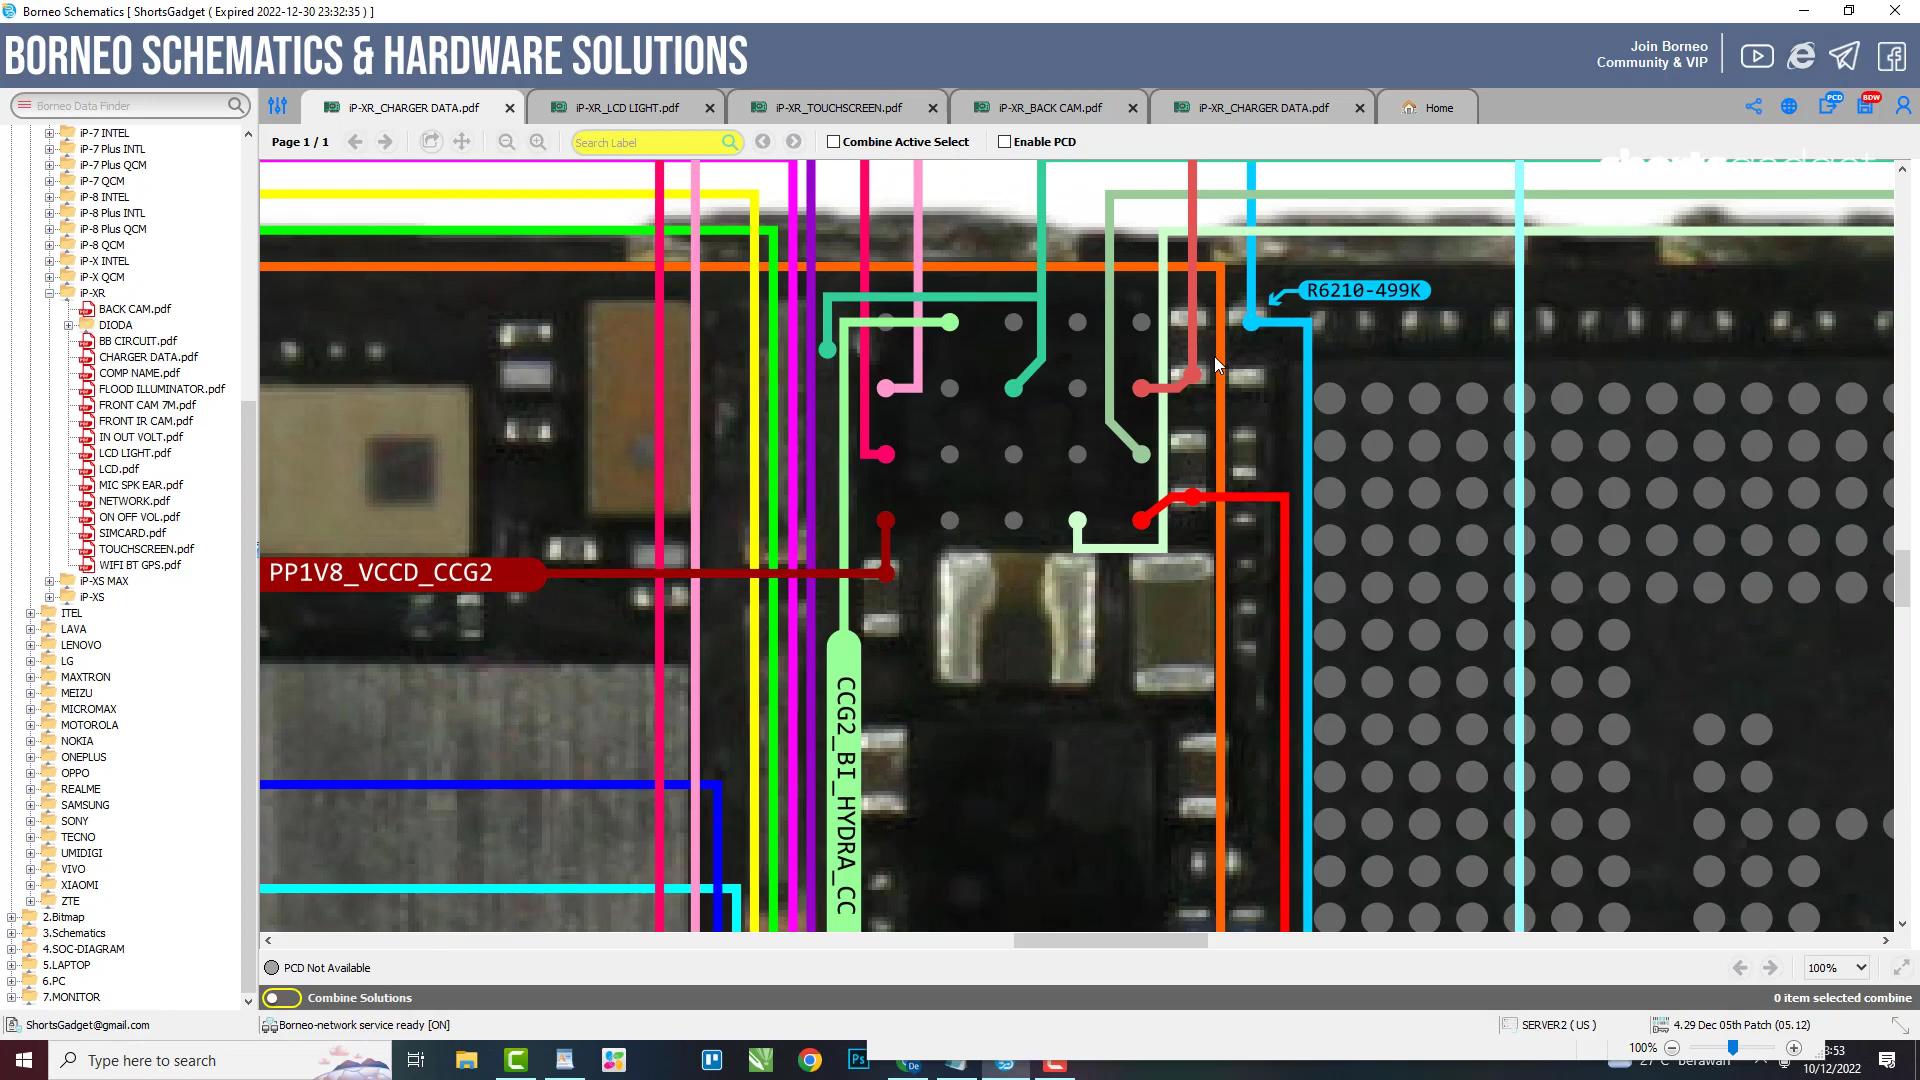 Borneo Schematics [ ShortsGadget ( Expired 2022-12-30 23:32:35 ) ]
BORNEO SCHEMATICS & HARDWARE SOLUTIONS
Join Borneo
Community & VIP
Borneo Data Finder
iP-XR_CHARGER DATA.pdf
iP-XR_LCD LIGHT.pdf
iP-XR_TOUCHSCREEN.pdf
iP-XR_BACK CAM.pdf
iP-XR_CHARGER DATA.pdf
Home
PCD
BDW
Page 1 / 1
Search Label
Combine Active Select
Enable PCD
iP-7 INTEL
iP-7 Plus INTL
iP-7 Plus QCM
iP-7 QCM
iP-8 INTEL
iP-8 Plus INTL
iP-8 Plus QCM
iP-8 QCM
iP-X INTEL
iP-X QCM
iP-XR
BACK CAM.pdf
DIODA
BB CIRCUIT.pdf
CHARGER DATA.pdf
COMP NAME.pdf
FLOOD ILLUMINATOR.pdf
FRONT CAM 7M.pdf
FRONT IR CAM.pdf
IN OUT VOLT.pdf
LCD LIGHT.pdf
LCD.pdf
MIC SPK EAR.pdf
NETWORK.pdf
ON OFF VOL.pdf
SIMCARD.pdf
TOUCHSCREEN.pdf
WIFI BT GPS.pdf
iP-XS MAX
iP-XS
ITEL
LAVA
LENOVO
LG
MAXTRON
MEIZU
MICROMAX
MOTOROLA
NOKIA
ONEPLUS
OPPO
REALME
SAMSUNG
SONY
TECNO
UMIDIGI
VIVO
XIAOMI
ZTE
2.Bitmap
3.Schematics
4.SOC-DIAGRAM
5.LAPTOP
6.PC
7.MONITOR
R6210-499K
PP1V8_VCCD_CCG2
CCG2_BI_HYDRA_CC
PCD Not Available
100%
Combine Solutions
0 item selected combine
ShortsGadget@gmail.com
Borneo-network service ready [ON]
SERVER2 ( US )
4.29 Dec 05th Patch (05.12)
100%
Type here to search
27°C Berawan
10/12/2022